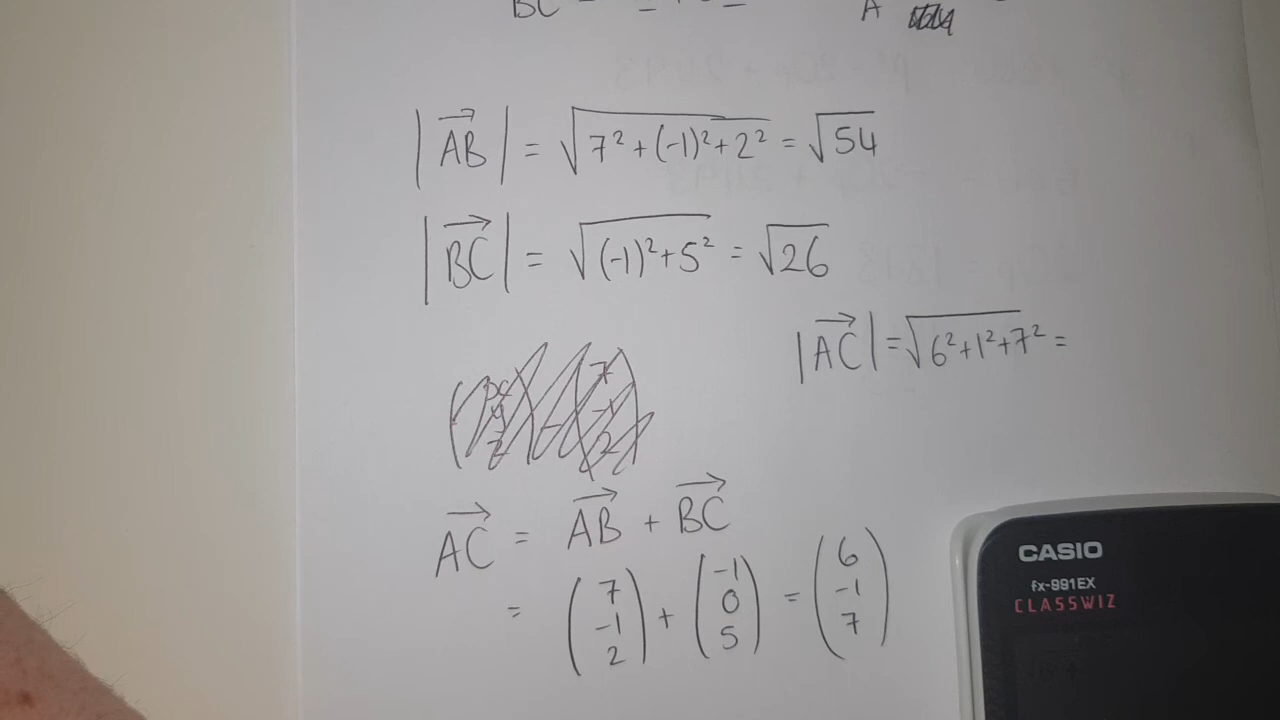 BC
A
|AB| = √7² + (-1)² + 2² = √54
|BC| = √(-1)² + 5² = √26
|AC| = √6² + 1² + 7² =
AC = AB + BC
= (7 -1 2) + (-1 0 5) = (6 -1 7)
CASIO
fx-991EX
CLASSWIZ